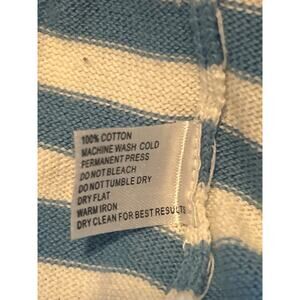 100% COTTON
MACHINE WASH COLD
PERMANENT PRESS
DO NOT BLEACH
DO NOT TUMBLE DRY
DRY FLAT
WARM IRON
DRY CLEAN FOR BEST RESULTS